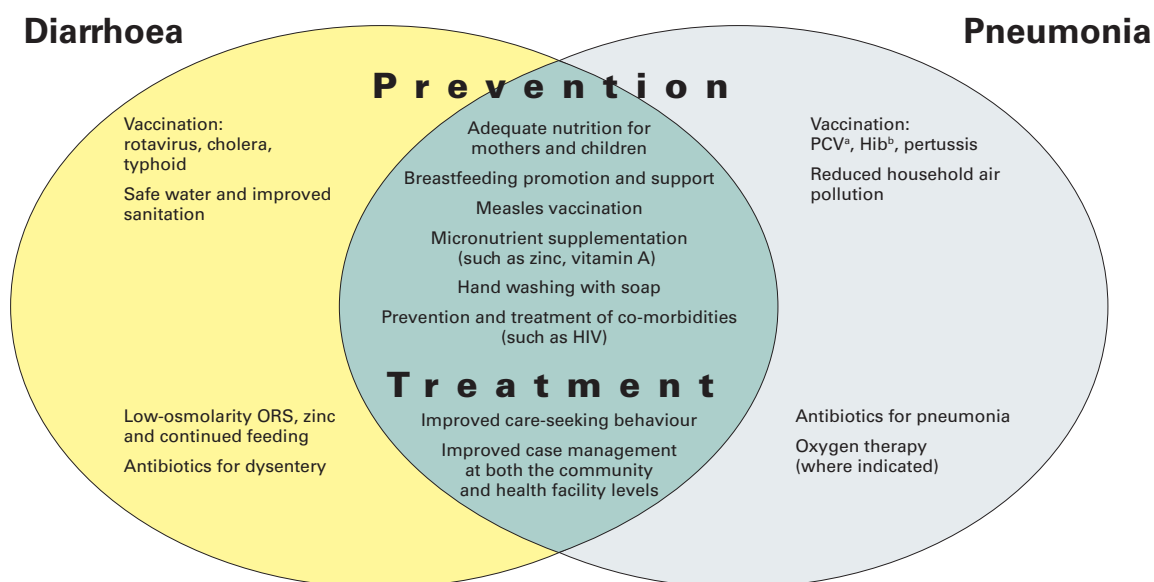 Diarrhoea
Pneumonia
Prevention
Vaccination:
rotavirus, cholera,
typhoid
Safe water and improved
sanitation
Adequate nutrition for
mothers and children
Breastfeeding promotion and support
Measles vaccination
Micronutrient supplementation
(such as zinc, vitamin A)
Hand washing with soap
Prevention and treatment of co-morbidities
(such as HIV)
Vaccination:
PCVᵃ, Hibᵇ, pertussis
Reduced household air
pollution
Treatment
Low-osmolarity ORS, zinc
and continued feeding
Antibiotics for dysentery
Improved care-seeking behaviour
Improved case management
at both the community
and health facility levels
Antibiotics for pneumonia
Oxygen therapy
(where indicated)